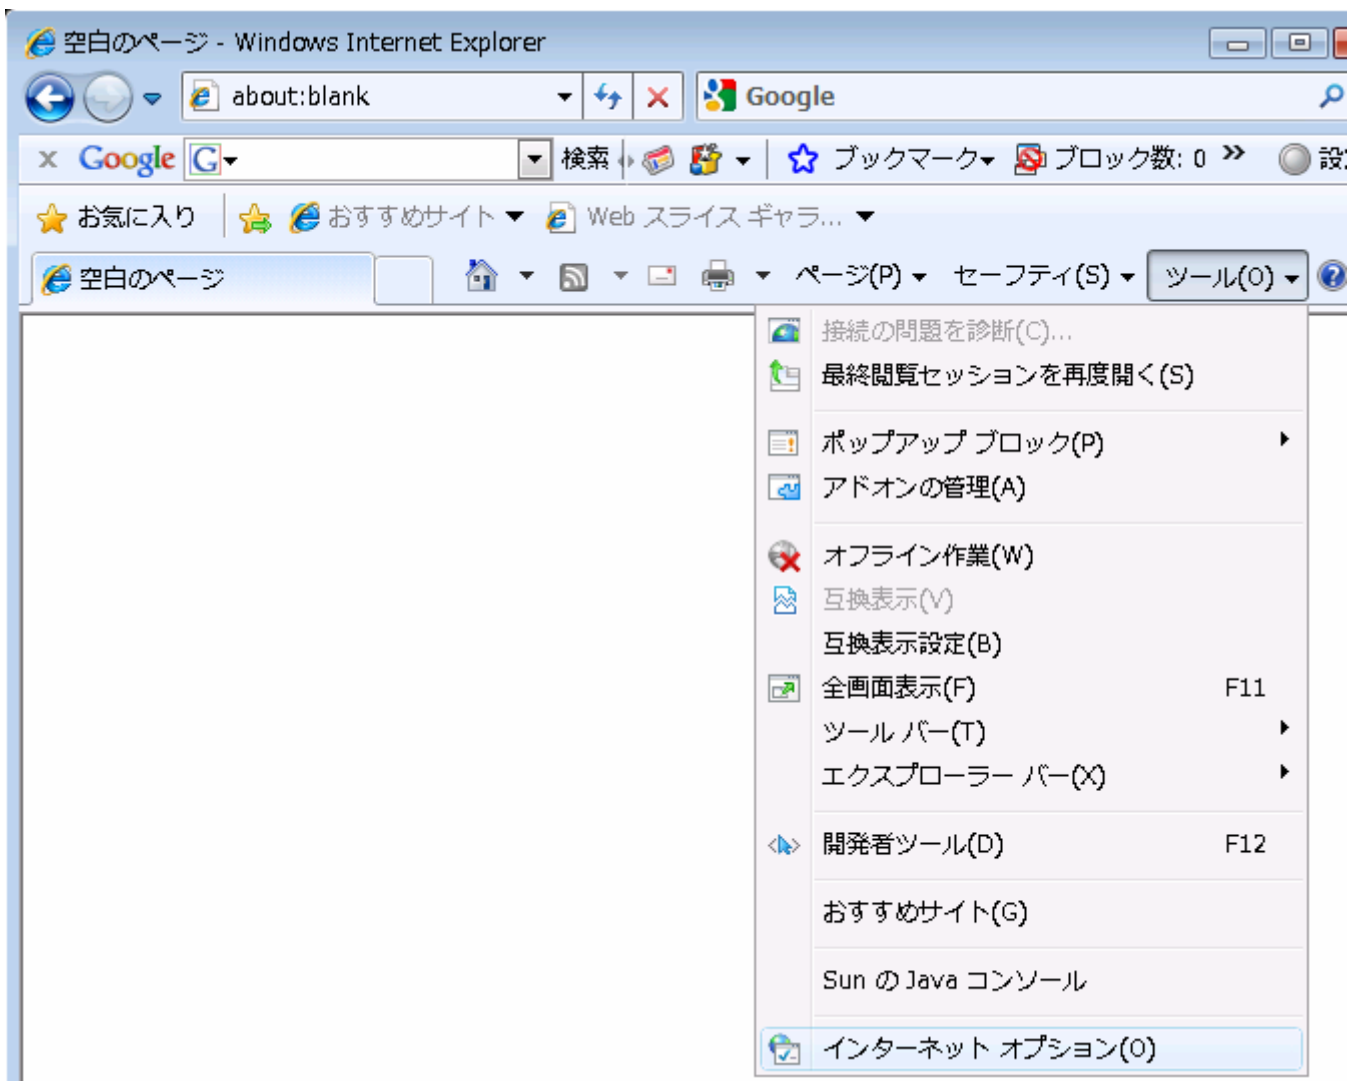 空白のページ - Windows Internet Explorer
about:blank
Google
x Google G 検索 ブックマーク ブロック数: 0 »
お気に入り おすすめサイト Web スライス ギャラ...
空白のページ ページ(P) セーフティ(S) ツール(O)
接続の問題を診断(C)...
最終閲覧セッションを再度開く(S)
ポップアップ ブロック(P)
アドオンの管理(A)
オフライン作業(W)
互換表示(V)
互換表示設定(B)
全画面表示(F) F11
ツール バー(T)
エクスプローラー バー(X)
開発者ツール(D) F12
おすすめサイト(G)
Sun の Java コンソール
インターネット オプション(O)